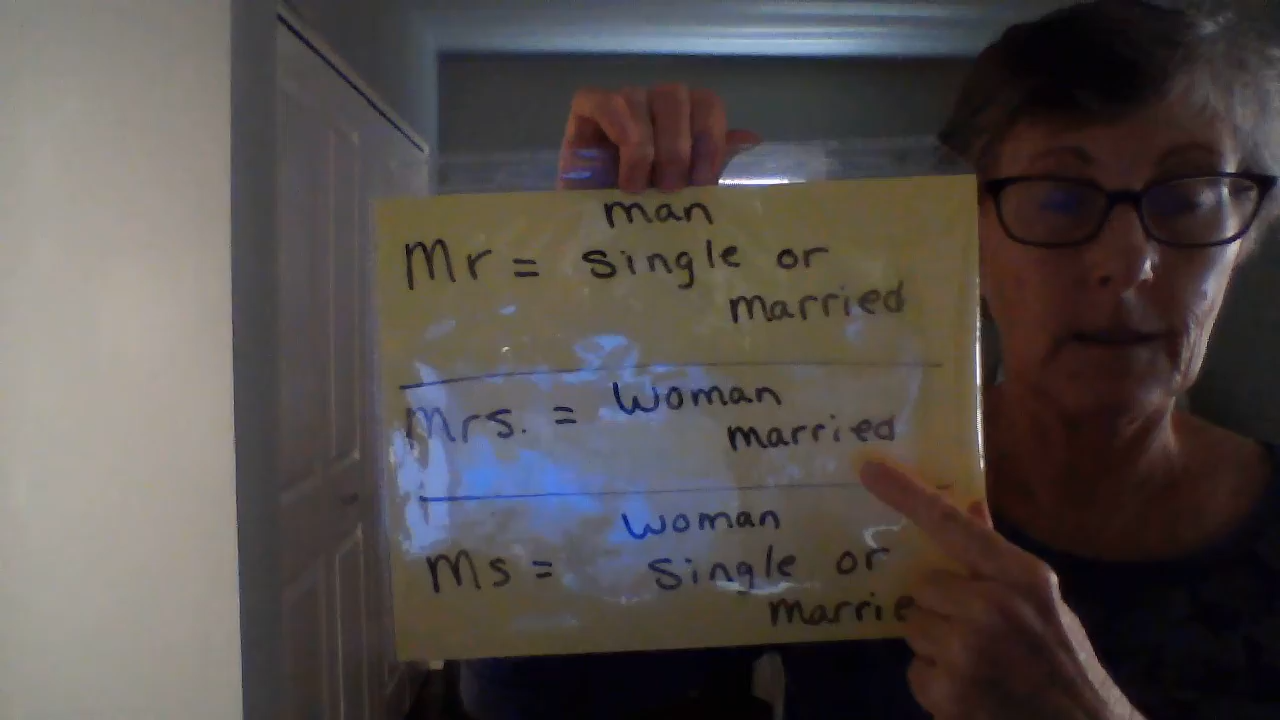 man
Mr = single or
married
Woman
Mrs. = married
woman
Ms = single or
marrie